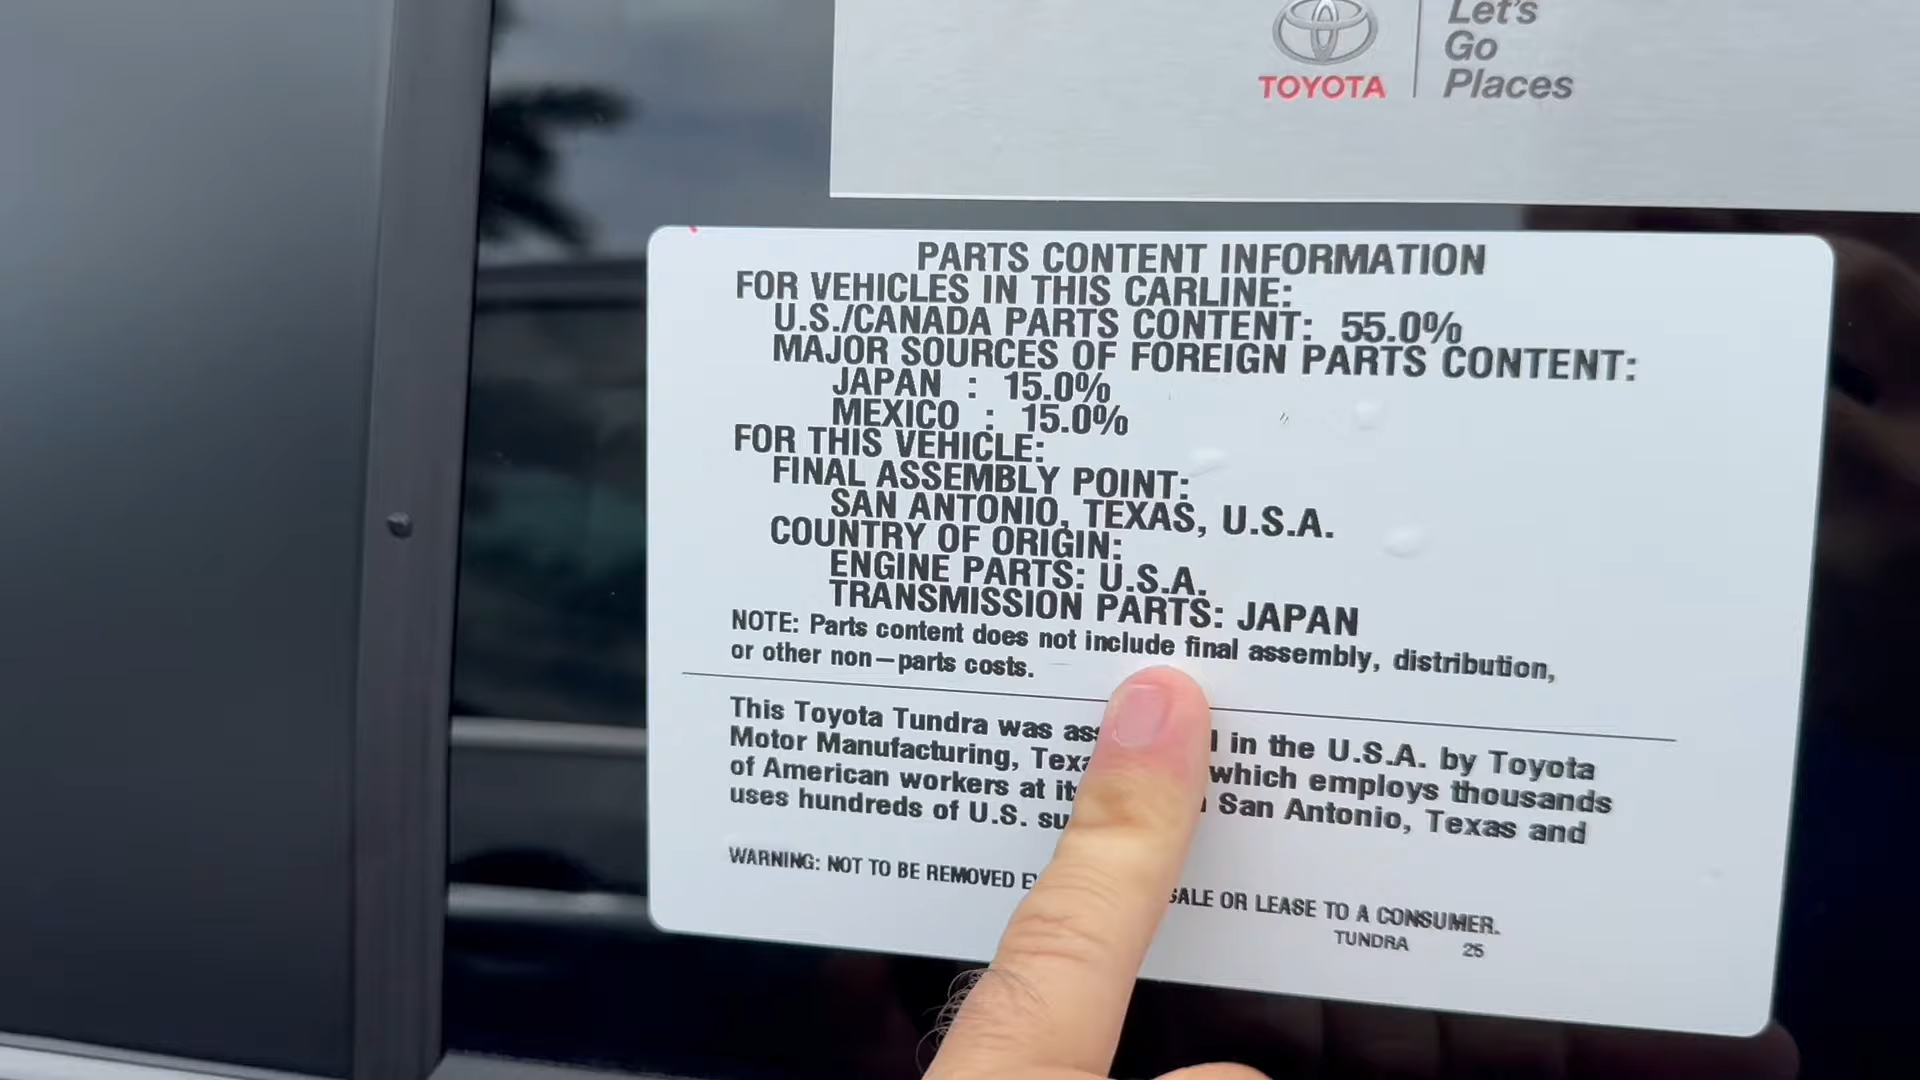 Let's
Go
Places
TOYOTA
PARTS CONTENT INFORMATION
FOR VEHICLES IN THIS CARLINE:
U.S./CANADA PARTS CONTENT: 55.0%
MAJOR SOURCES OF FOREIGN PARTS CONTENT:
JAPAN : 15.0%
MEXICO : 15.0%
FOR THIS VEHICLE:
FINAL ASSEMBLY POINT:
SAN ANTONIO, TEXAS, U.S.A.
COUNTRY OF ORIGIN:
ENGINE PARTS: U.S.A.
TRANSMISSION PARTS: JAPAN
NOTE: Parts content does not include final assembly, distribution,
or other non–parts costs.
This Toyota Tundra was in the U.S.A. by Toyota
Motor Manufacturing, which employs thousands
of American workers at San Antonio, Texas and
uses hundreds of U.S.
WARNING: NOT TO BE REMOVED SALE OR LEASE TO A CONSUMER.
TUNDRA 25